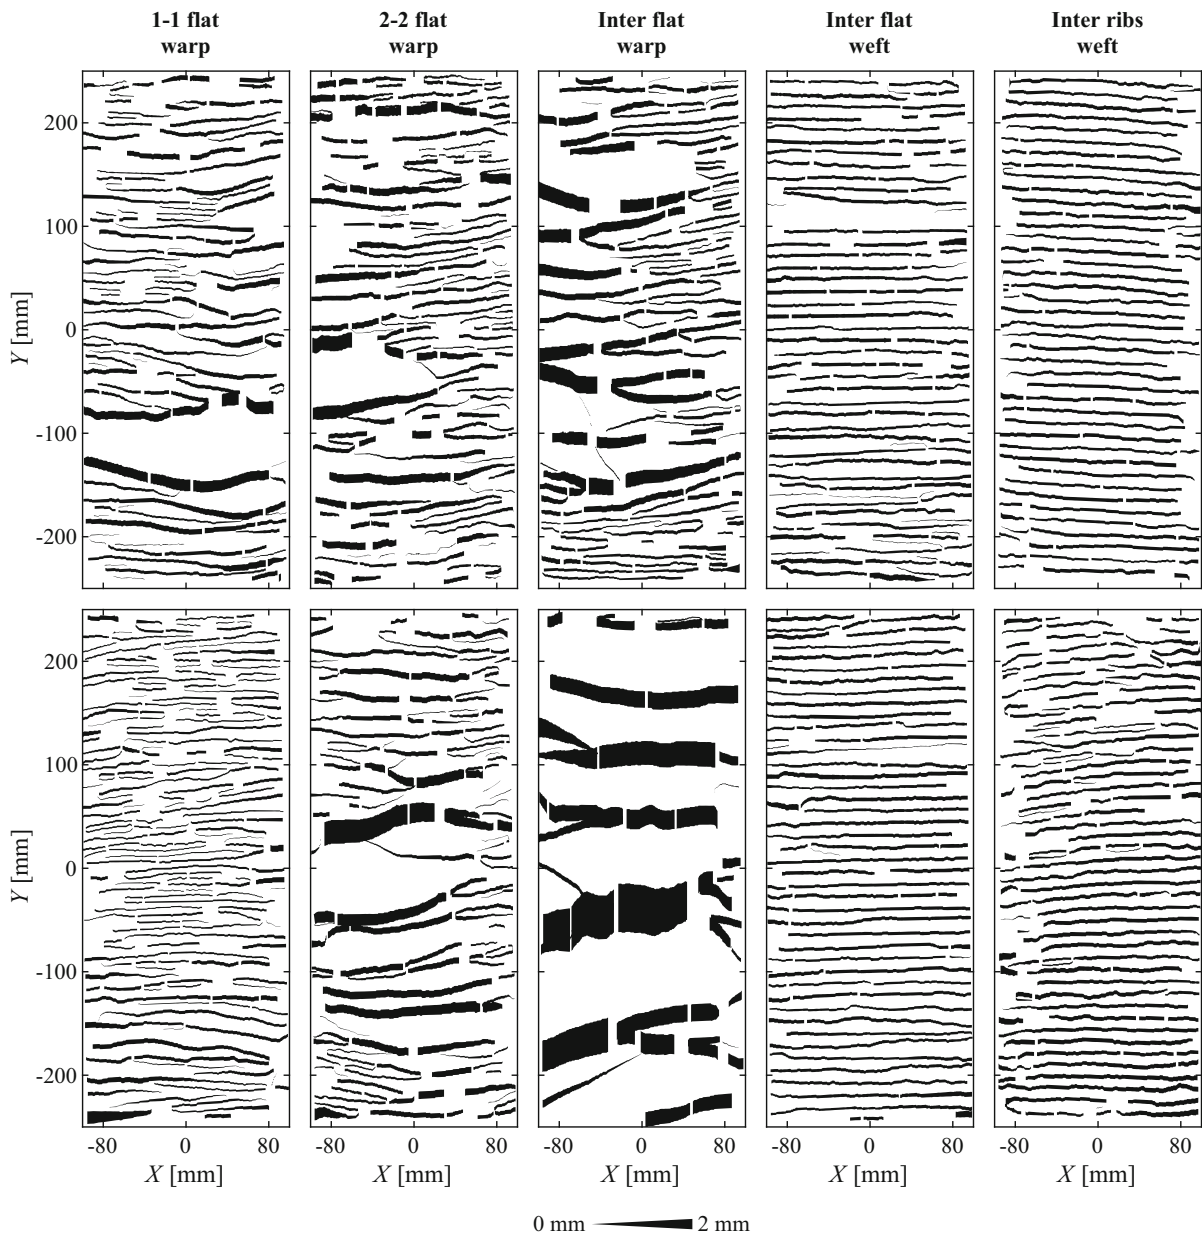 1-1 flat
warp
2-2 flat
warp
Inter flat
warp
Inter flat
weft
Inter ribs
weft
200
100
0
-100
-200
Y [mm]
200
100
0
-100
-200
Y [mm]
-80 0 80
X [mm]
-80 0 80
X [mm]
-80 0 80
X [mm]
-80 0 80
X [mm]
-80 0 80
X [mm]
0 mm 2 mm